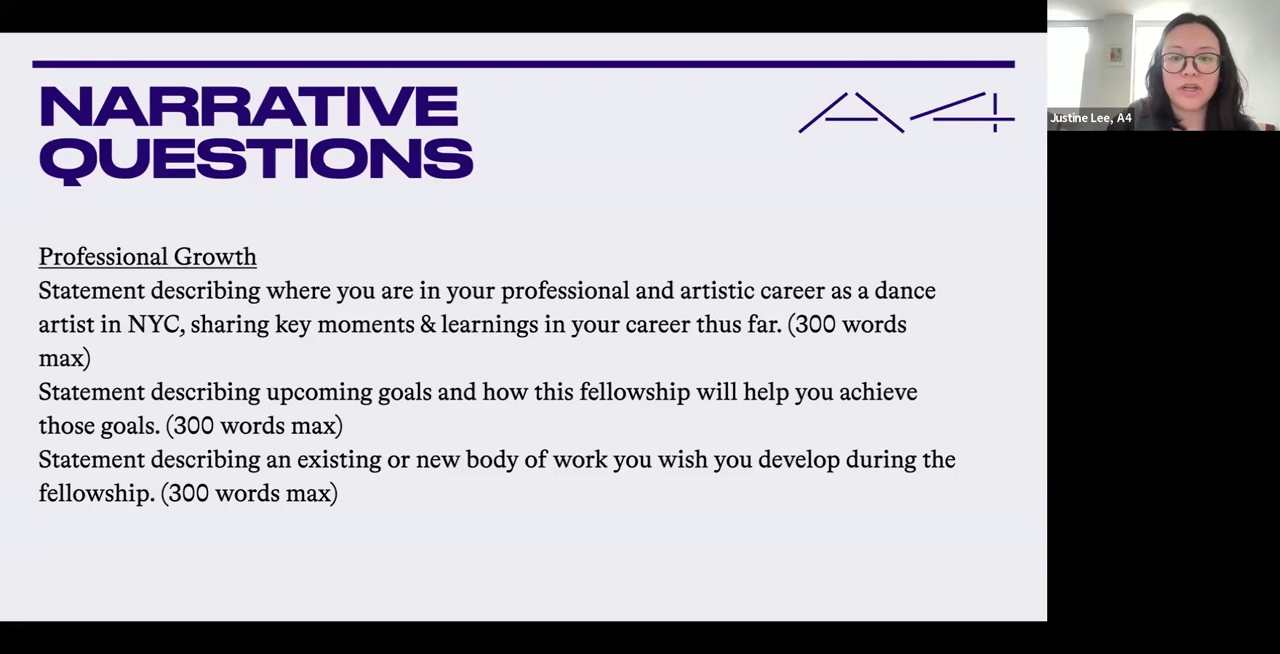 NARRATIVE
QUESTIONS
A4
Justine Lee, A4
Professional Growth
Statement describing where you are in your professional and artistic career as a dance
artist in NYC, sharing key moments & learnings in your career thus far. (300 words
max)
Statement describing upcoming goals and how this fellowship will help you achieve
those goals. (300 words max)
Statement describing an existing or new body of work you wish you develop during the
fellowship. (300 words max)